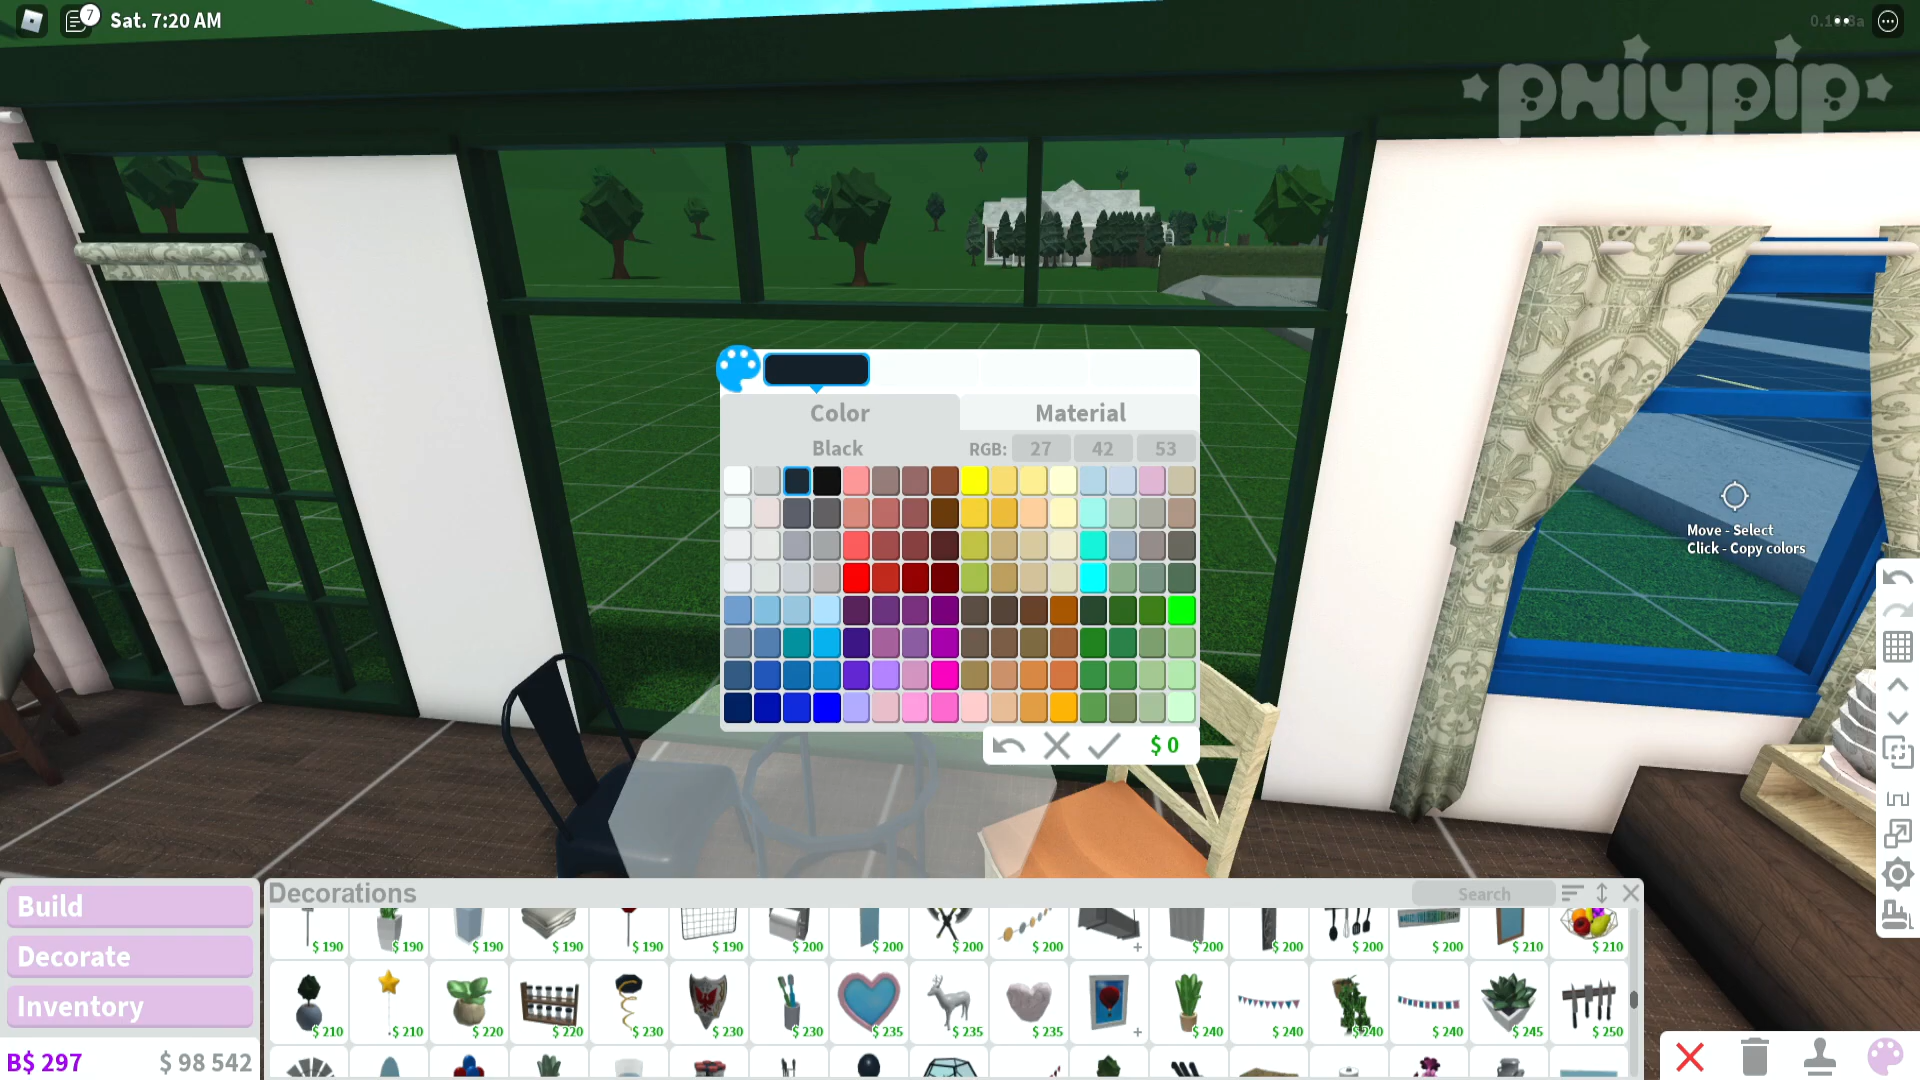 7
Sat. 7:20 AM
pxiypip
Color
Material
Black
RGB: 27 42 53
Move - Select
Click - Copy colors
$ 0
Build
Decorate
Inventory
B$ 297
$ 98 542
Decorations
Search
$ 190 $ 190 $ 190 $ 190 $ 190 $ 190 $ 200 $ 200 $ 200 $ 200 + $ 200 $ 200 $ 200 $ 200 $ 210 $ 210
$ 210 $ 210 $ 220 $ 220 $ 230 $ 230 $ 230 $ 235 $ 235 $ 235 + $ 240 $ 240 $ 240 $ 240 $ 245 $ 250